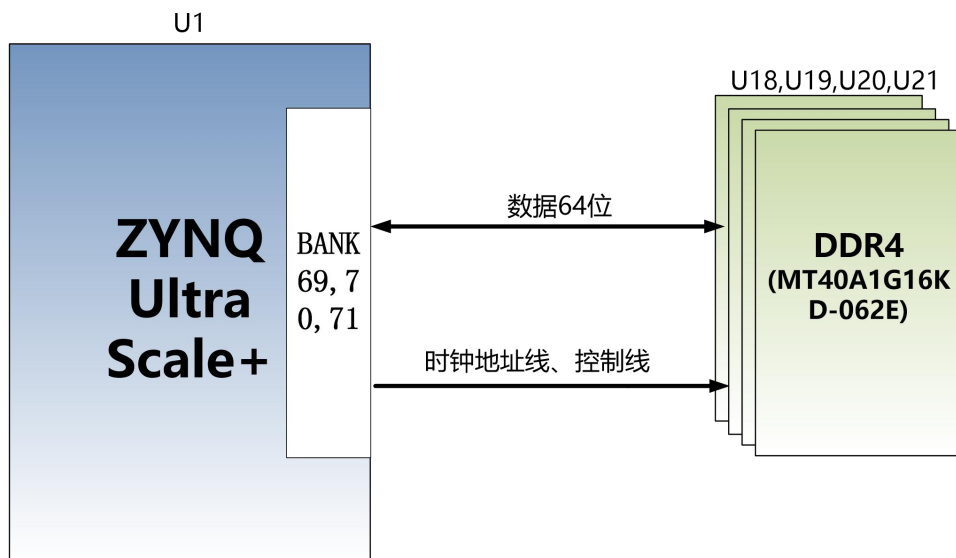 U1
U18,U19,U20,U21
ZYNQ
Ultra
Scale+
BANK
69,7
0,71
数据64位
时钟地址线、控制线
DDR4
(MT40A1G16K
D-062E)